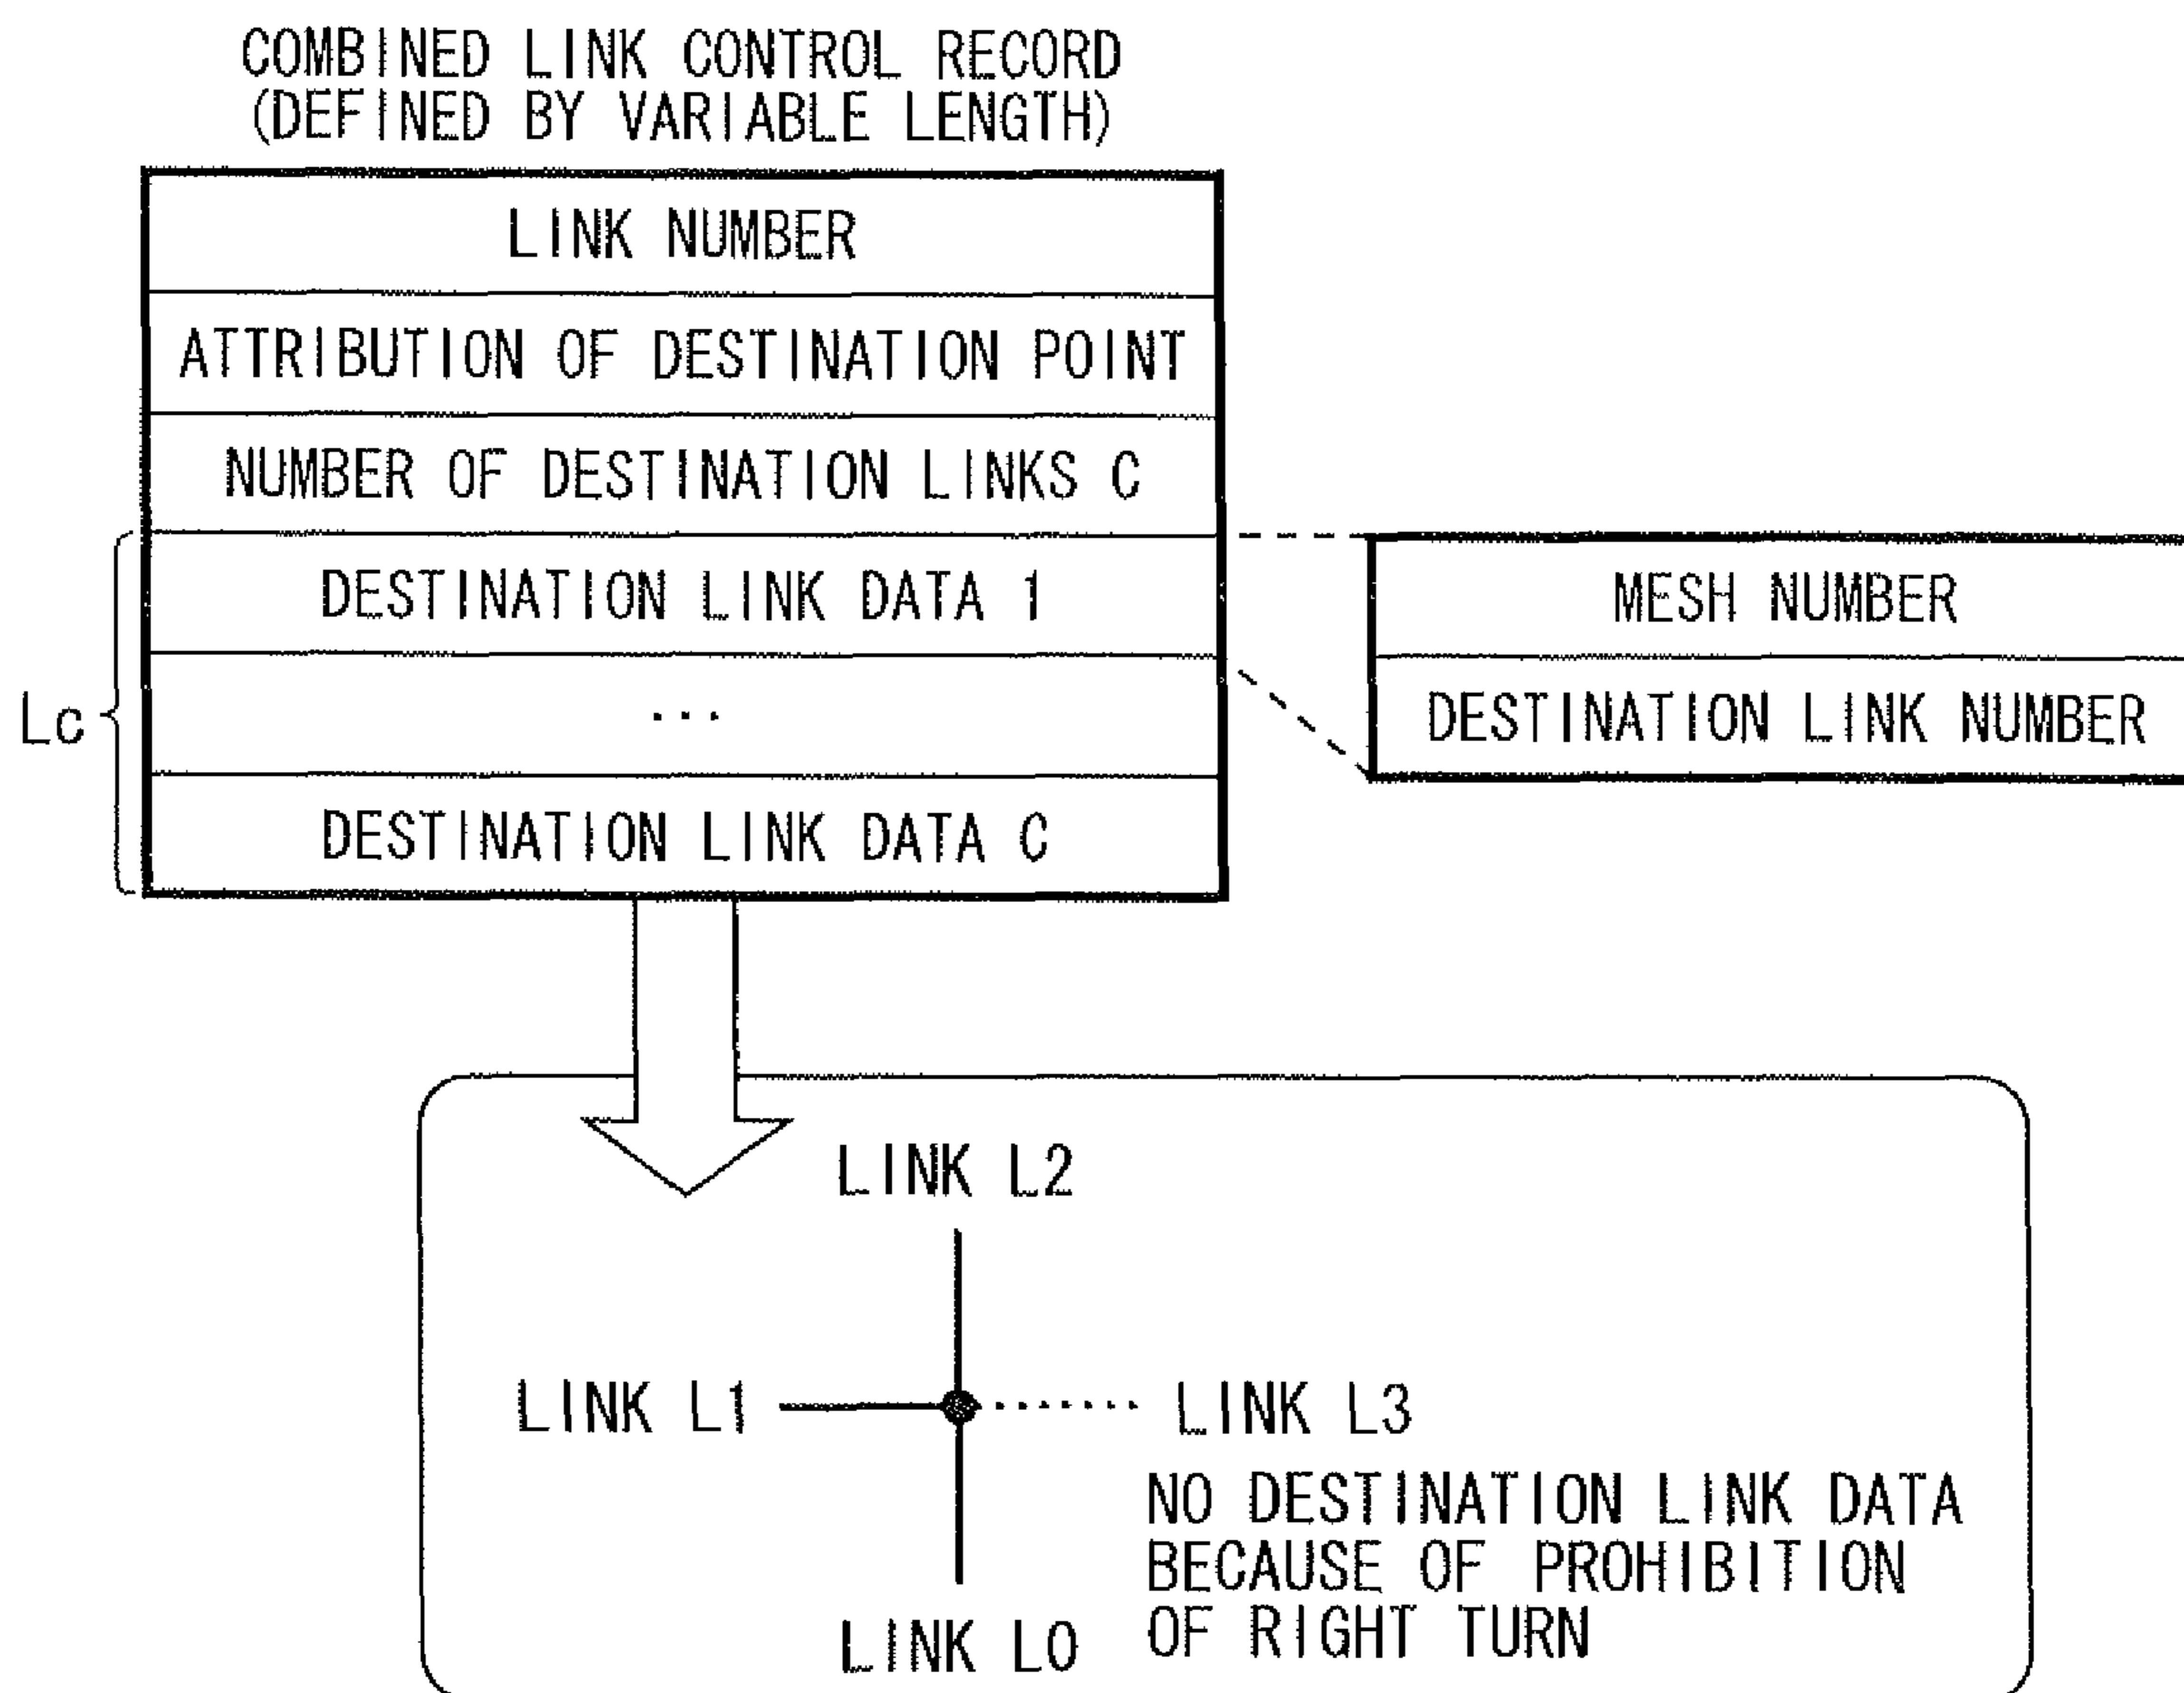 COMBINED LINK CONTROL RECORD
(DEFINED BY VARIABLE LENGTH)
LINK NUMBER
ATTRIBUTION OF DESTINATION POINT
NUMBER OF DESTINATION LINKS C
DESTINATION LINK DATA 1
...
DESTINATION LINK DATA C
Lc
MESH NUMBER
DESTINATION LINK NUMBER
LINK L2
LINK L1
LINK L3
NO DESTINATION LINK DATA
BECAUSE OF PROHIBITION
OF RIGHT TURN
LINK L0